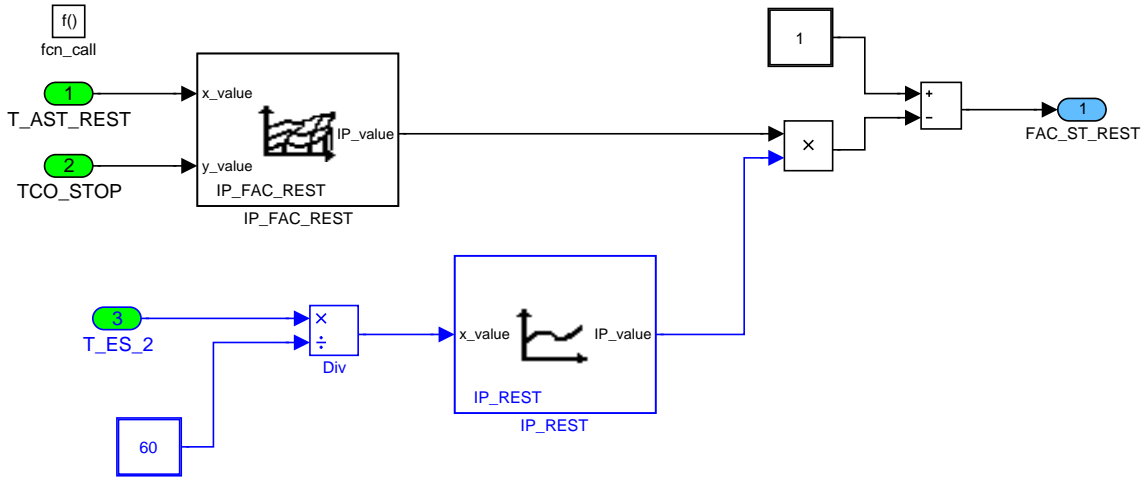 f()
fcn_call
1
T_AST_REST
2
TCO_STOP
x_value
y_value
IP_value
IP_FAC_REST
IP_FAC_REST
1
×
+
−
1
FAC_ST_REST
3
T_ES_2
×
÷
Div
60
x_value
IP_value
IP_REST
IP_REST